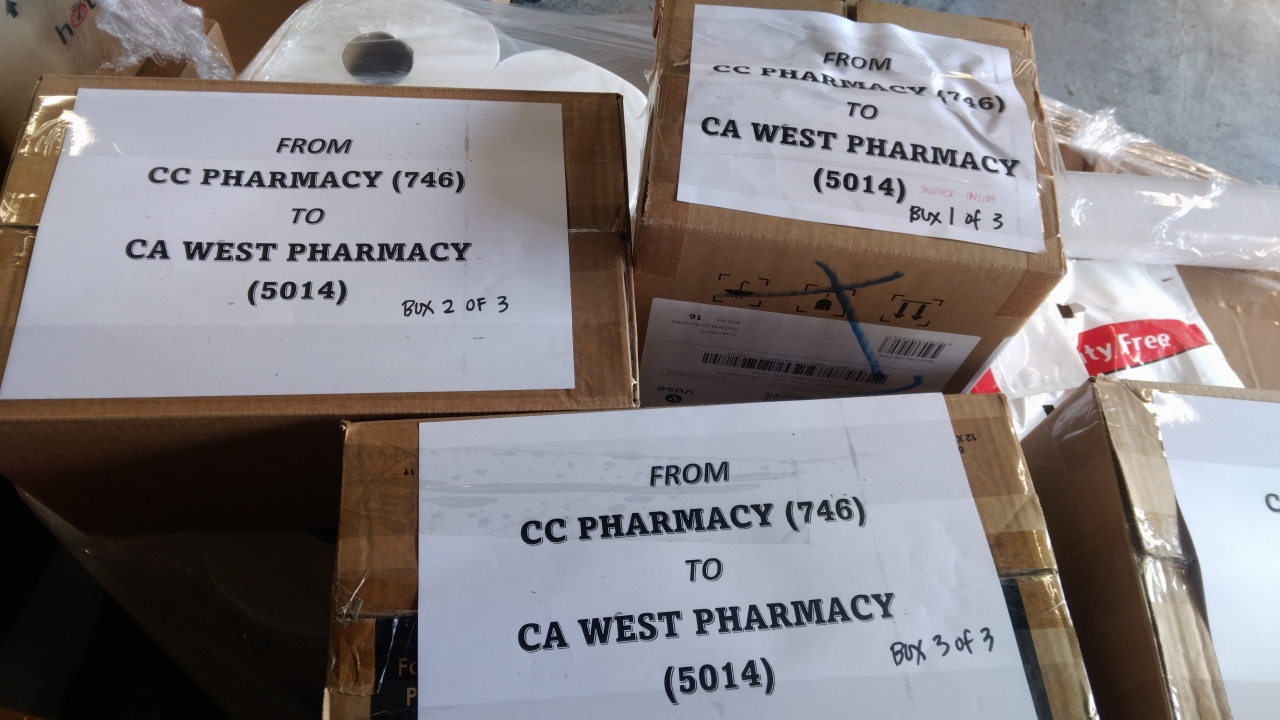 FROM
CC PHARMACY (746)
TO
CA WEST PHARMACY
(5014)
BOX 2 OF 3
FROM
CC PHARMACY (746)
TO
CA WEST PHARMACY
(5014)
INVOICE INSIDE
BOX 1 of 3
16
vuse
ty Free
FROM
CC PHARMACY (746)
TO
CA WEST PHARMACY
(5014)
BOX 3 of 3